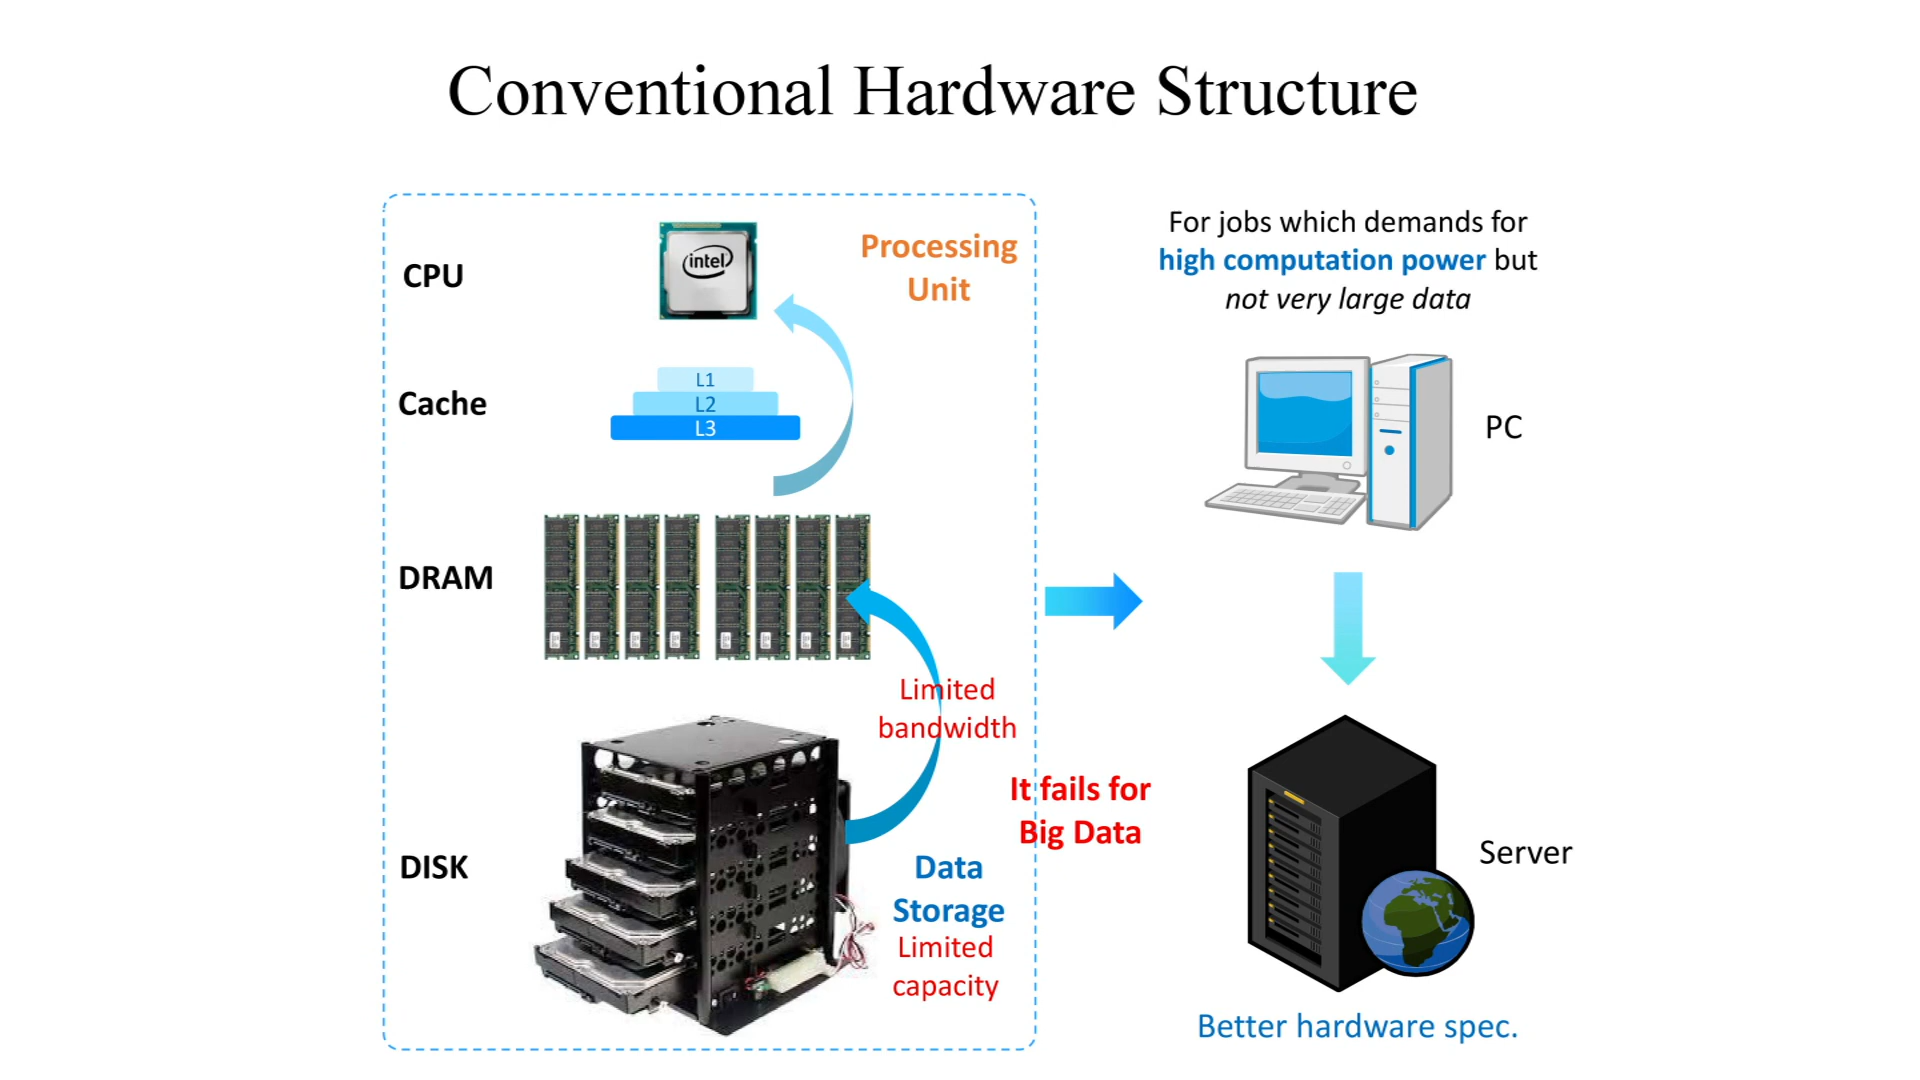 Conventional Hardware Structure
CPU
intel
Processing
Unit
Cache
L1
L2
L3
DRAM
Limited
bandwidth
It fails for
Big Data
DISK
Data
Storage
Limited
capacity
For jobs which demands for
high computation power but
not very large data
PC
Server
Better hardware spec.